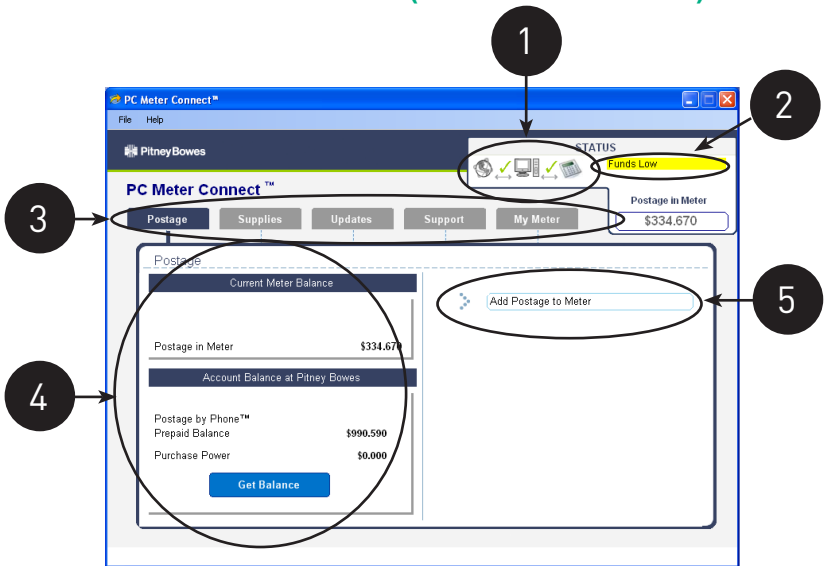 1
PC Meter Connect™
2
File Help
STATUS
PitneyBowes
Funds Low
PC Meter Connect ™
Postage in Meter
$334.670
3
Postage Supplies Updates Support My Meter
Postage
Current Meter Balance
Add Postage to Meter
5
Postage in Meter $334.670
Account Balance at Pitney Bowes
4
Postage by Phone™
Prepaid Balance $990.590
Purchase Power $0.000
Get Balance